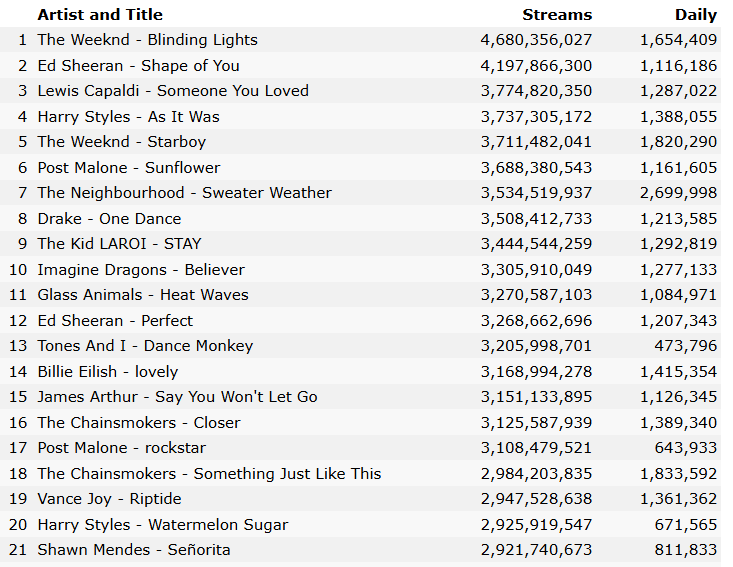 Artist and Title Streams Daily
1 The Weeknd - Blinding Lights 4,680,356,027 1,654,409
2 Ed Sheeran - Shape of You 4,197,866,300 1,116,186
3 Lewis Capaldi - Someone You Loved 3,774,820,350 1,287,022
4 Harry Styles - As It Was 3,737,305,172 1,388,055
5 The Weeknd - Starboy 3,711,482,041 1,820,290
6 Post Malone - Sunflower 3,688,380,543 1,161,605
7 The Neighbourhood - Sweater Weather 3,534,519,937 2,699,998
8 Drake - One Dance 3,508,412,733 1,213,585
9 The Kid LAROI - STAY 3,444,544,259 1,292,819
10 Imagine Dragons - Believer 3,305,910,049 1,277,133
11 Glass Animals - Heat Waves 3,270,587,103 1,084,971
12 Ed Sheeran - Perfect 3,268,662,696 1,207,343
13 Tones And I - Dance Monkey 3,205,998,701 473,796
14 Billie Eilish - lovely 3,168,994,278 1,415,354
15 James Arthur - Say You Won't Let Go 3,151,133,895 1,126,345
16 The Chainsmokers - Closer 3,125,587,939 1,389,340
17 Post Malone - rockstar 3,108,479,521 643,933
18 The Chainsmokers - Something Just Like This 2,984,203,835 1,833,592
19 Vance Joy - Riptide 2,947,528,638 1,361,362
20 Harry Styles - Watermelon Sugar 2,925,919,547 671,565
21 Shawn Mendes - Señorita 2,921,740,673 811,833